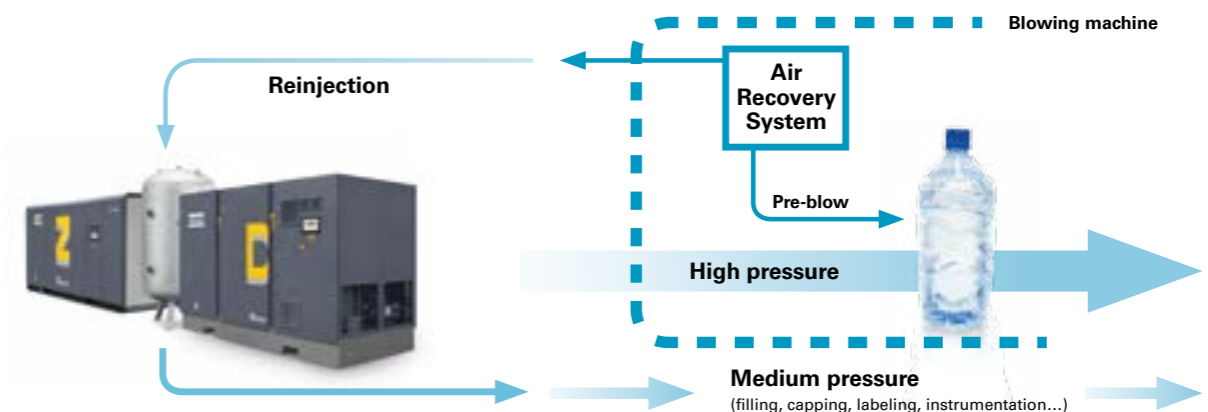 Blowing machine
Reinjection
Air
Recovery
System
Pre-blow
High pressure
Medium pressure
(filling, capping, labeling, instrumentation...)
Z
D